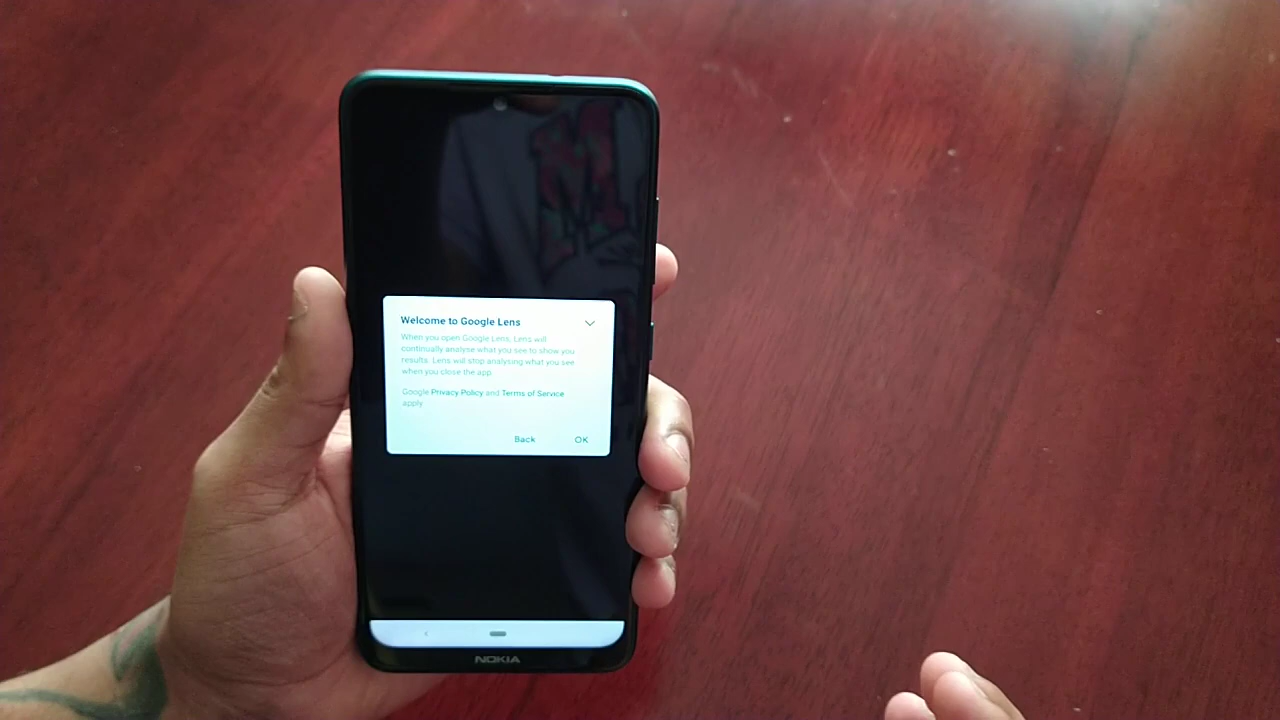 Welcome to Google Lens
When you open Google Lens, Lens will
continually analyse what you see to show you
results. Lens will stop analysing what you see
when you close the app.
Google Privacy Policy and Terms of Service
apply
Back OK
NOKIA